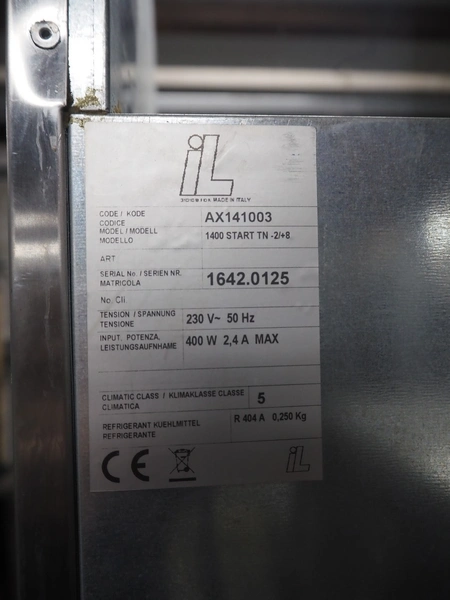 iL
MADE IN ITALY
CODE / KODE
CODICE
AX141003
MODEL / MODELL
MODELLO
1400 START TN -2/+8
ART
SERIAL No. / SERIEN NR.
MATRICOLA
1642.0125
No. Cli
TENSION / SPANNUNG
TENSIONE
230 V~ 50 Hz
INPUT. POTENZA.
LEISTUNGSAUFNHAME
400 W 2,4 A MAX
CLIMATIC CLASS / KLIMAKLASSE CLASSE
CLIMATICA
5
REFRIGERANT KUEHLMITTEL
REFRIGERANTE
R 404 A 0,250 Kg
CE
iL